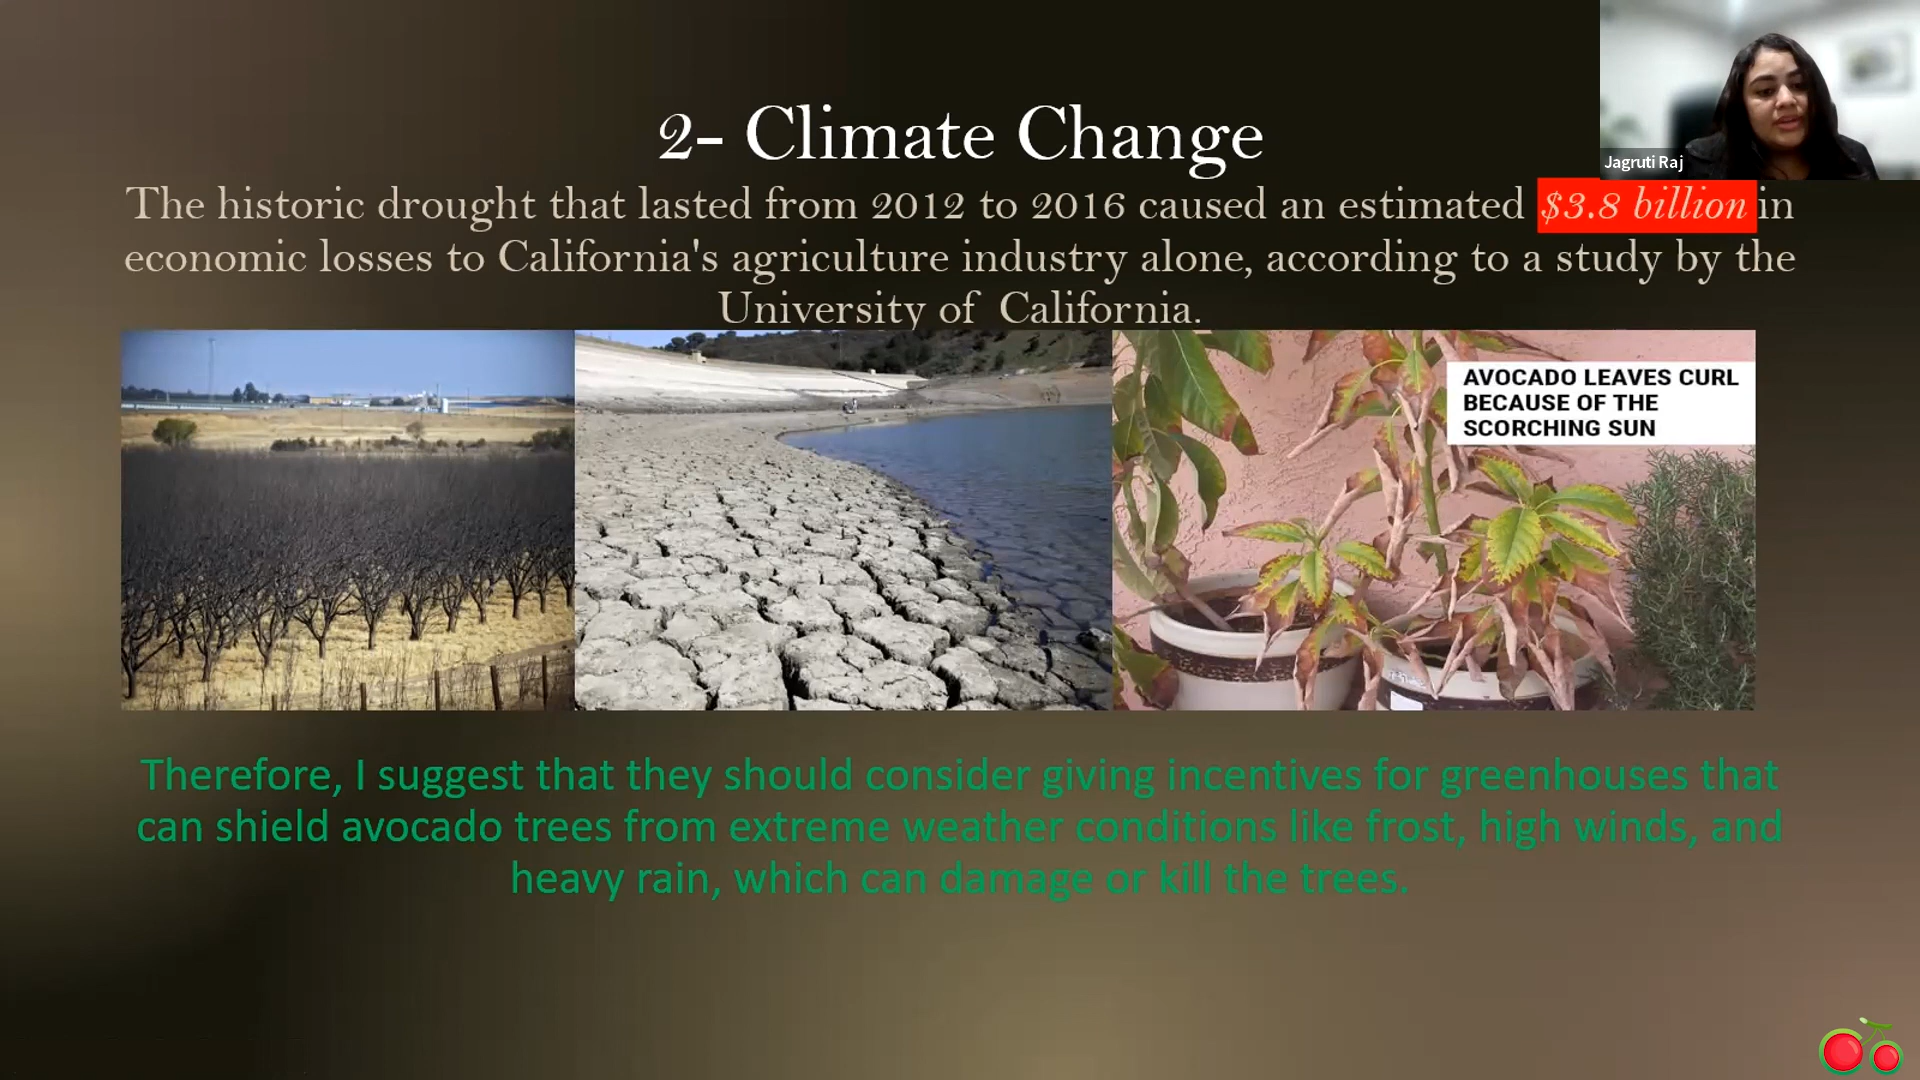 2- Climate Change
Jagruti Raj
The historic drought that lasted from 2012 to 2016 caused an estimated $3.8 billion in
economic losses to California's agriculture industry alone, according to a study by the
University of California.
AVOCADO LEAVES CURL
BECAUSE OF THE
SCORCHING SUN
Therefore, I suggest that they should consider giving incentives for greenhouses that
can shield avocado trees from extreme weather conditions like frost, high winds, and
heavy rain, which can damage or kill the trees.